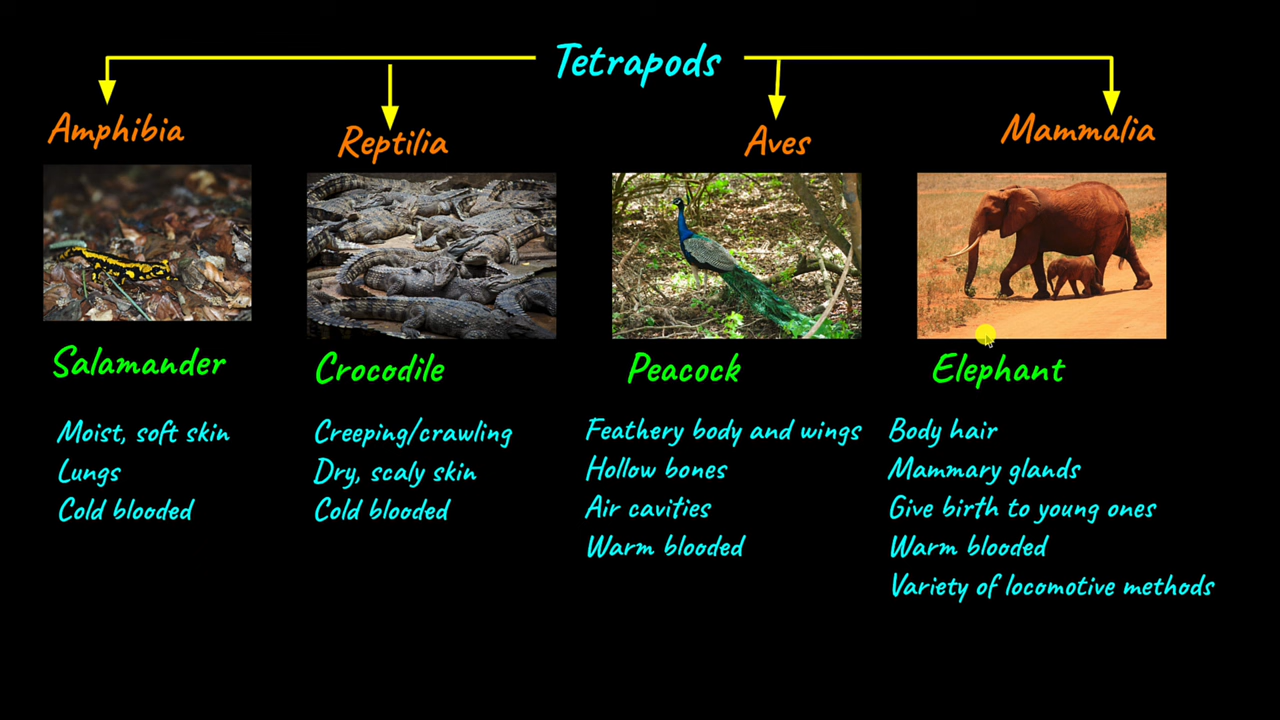 Tetrapods
Amphibia
Reptilia
Aves
Mammalia
Salamander
Crocodile
Peacock
Elephant
Moist, soft skin
Lungs
Cold blooded
Creeping/crawling
Dry, scaly skin
Cold blooded
Feathery body and wings
Hollow bones
Air cavities
Warm blooded
Body hair
Mammary glands
Give birth to young ones
Warm blooded
Variety of locomotive methods